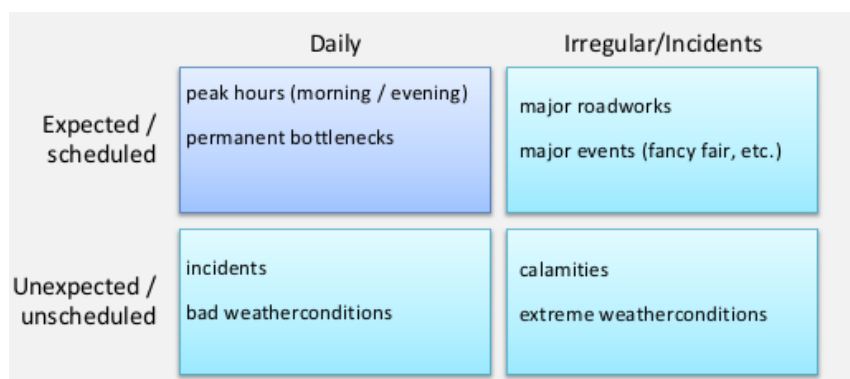 Daily
Irregular/Incidents
Expected /
scheduled
peak hours (morning / evening)
permanent bottlenecks
major roadworks
major events (fancy fair, etc.)
Unexpected /
unscheduled
incidents
bad weatherconditions
calamities
extreme weatherconditions